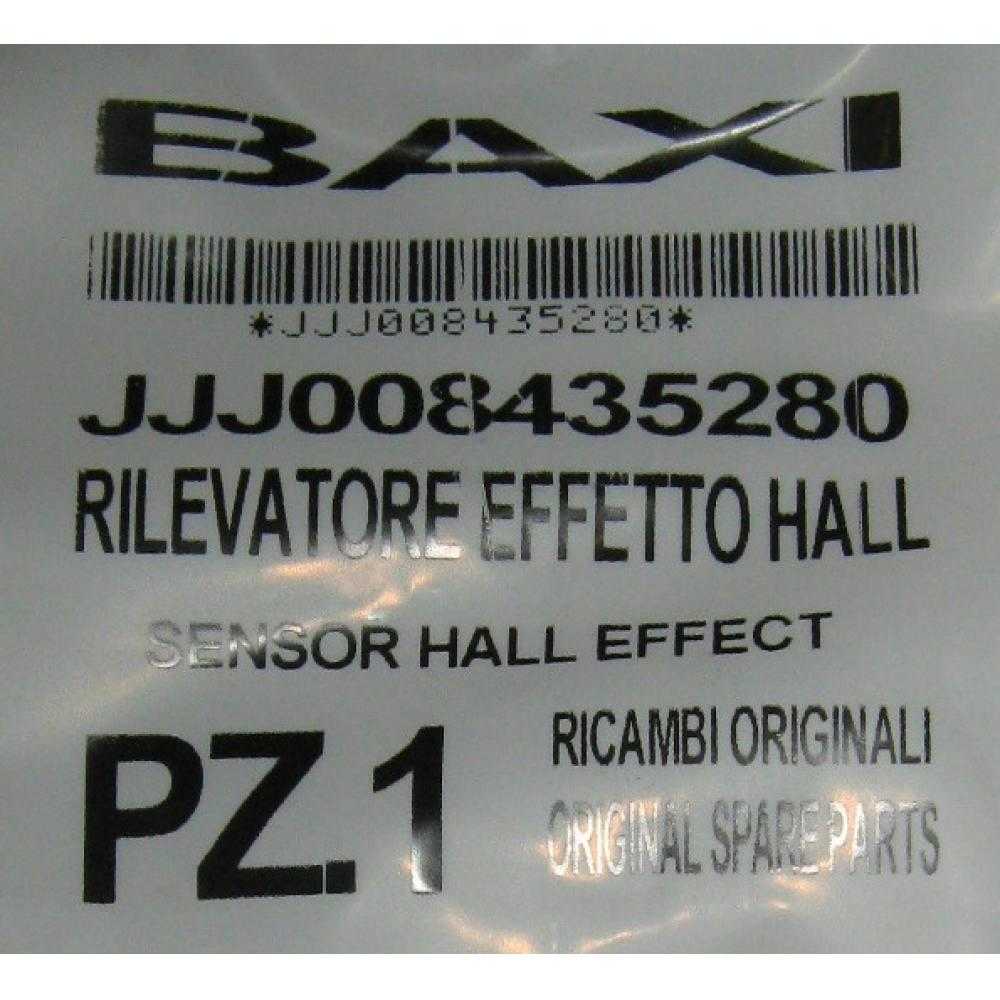 BAXI
*JJJ008435280*
JJJ008435280
RILEVATORE EFFETTO HALL
SENSOR HALL EFFECT
PZ.1
RICAMBI ORIGINALI
ORIGINAL SPARE PARTS